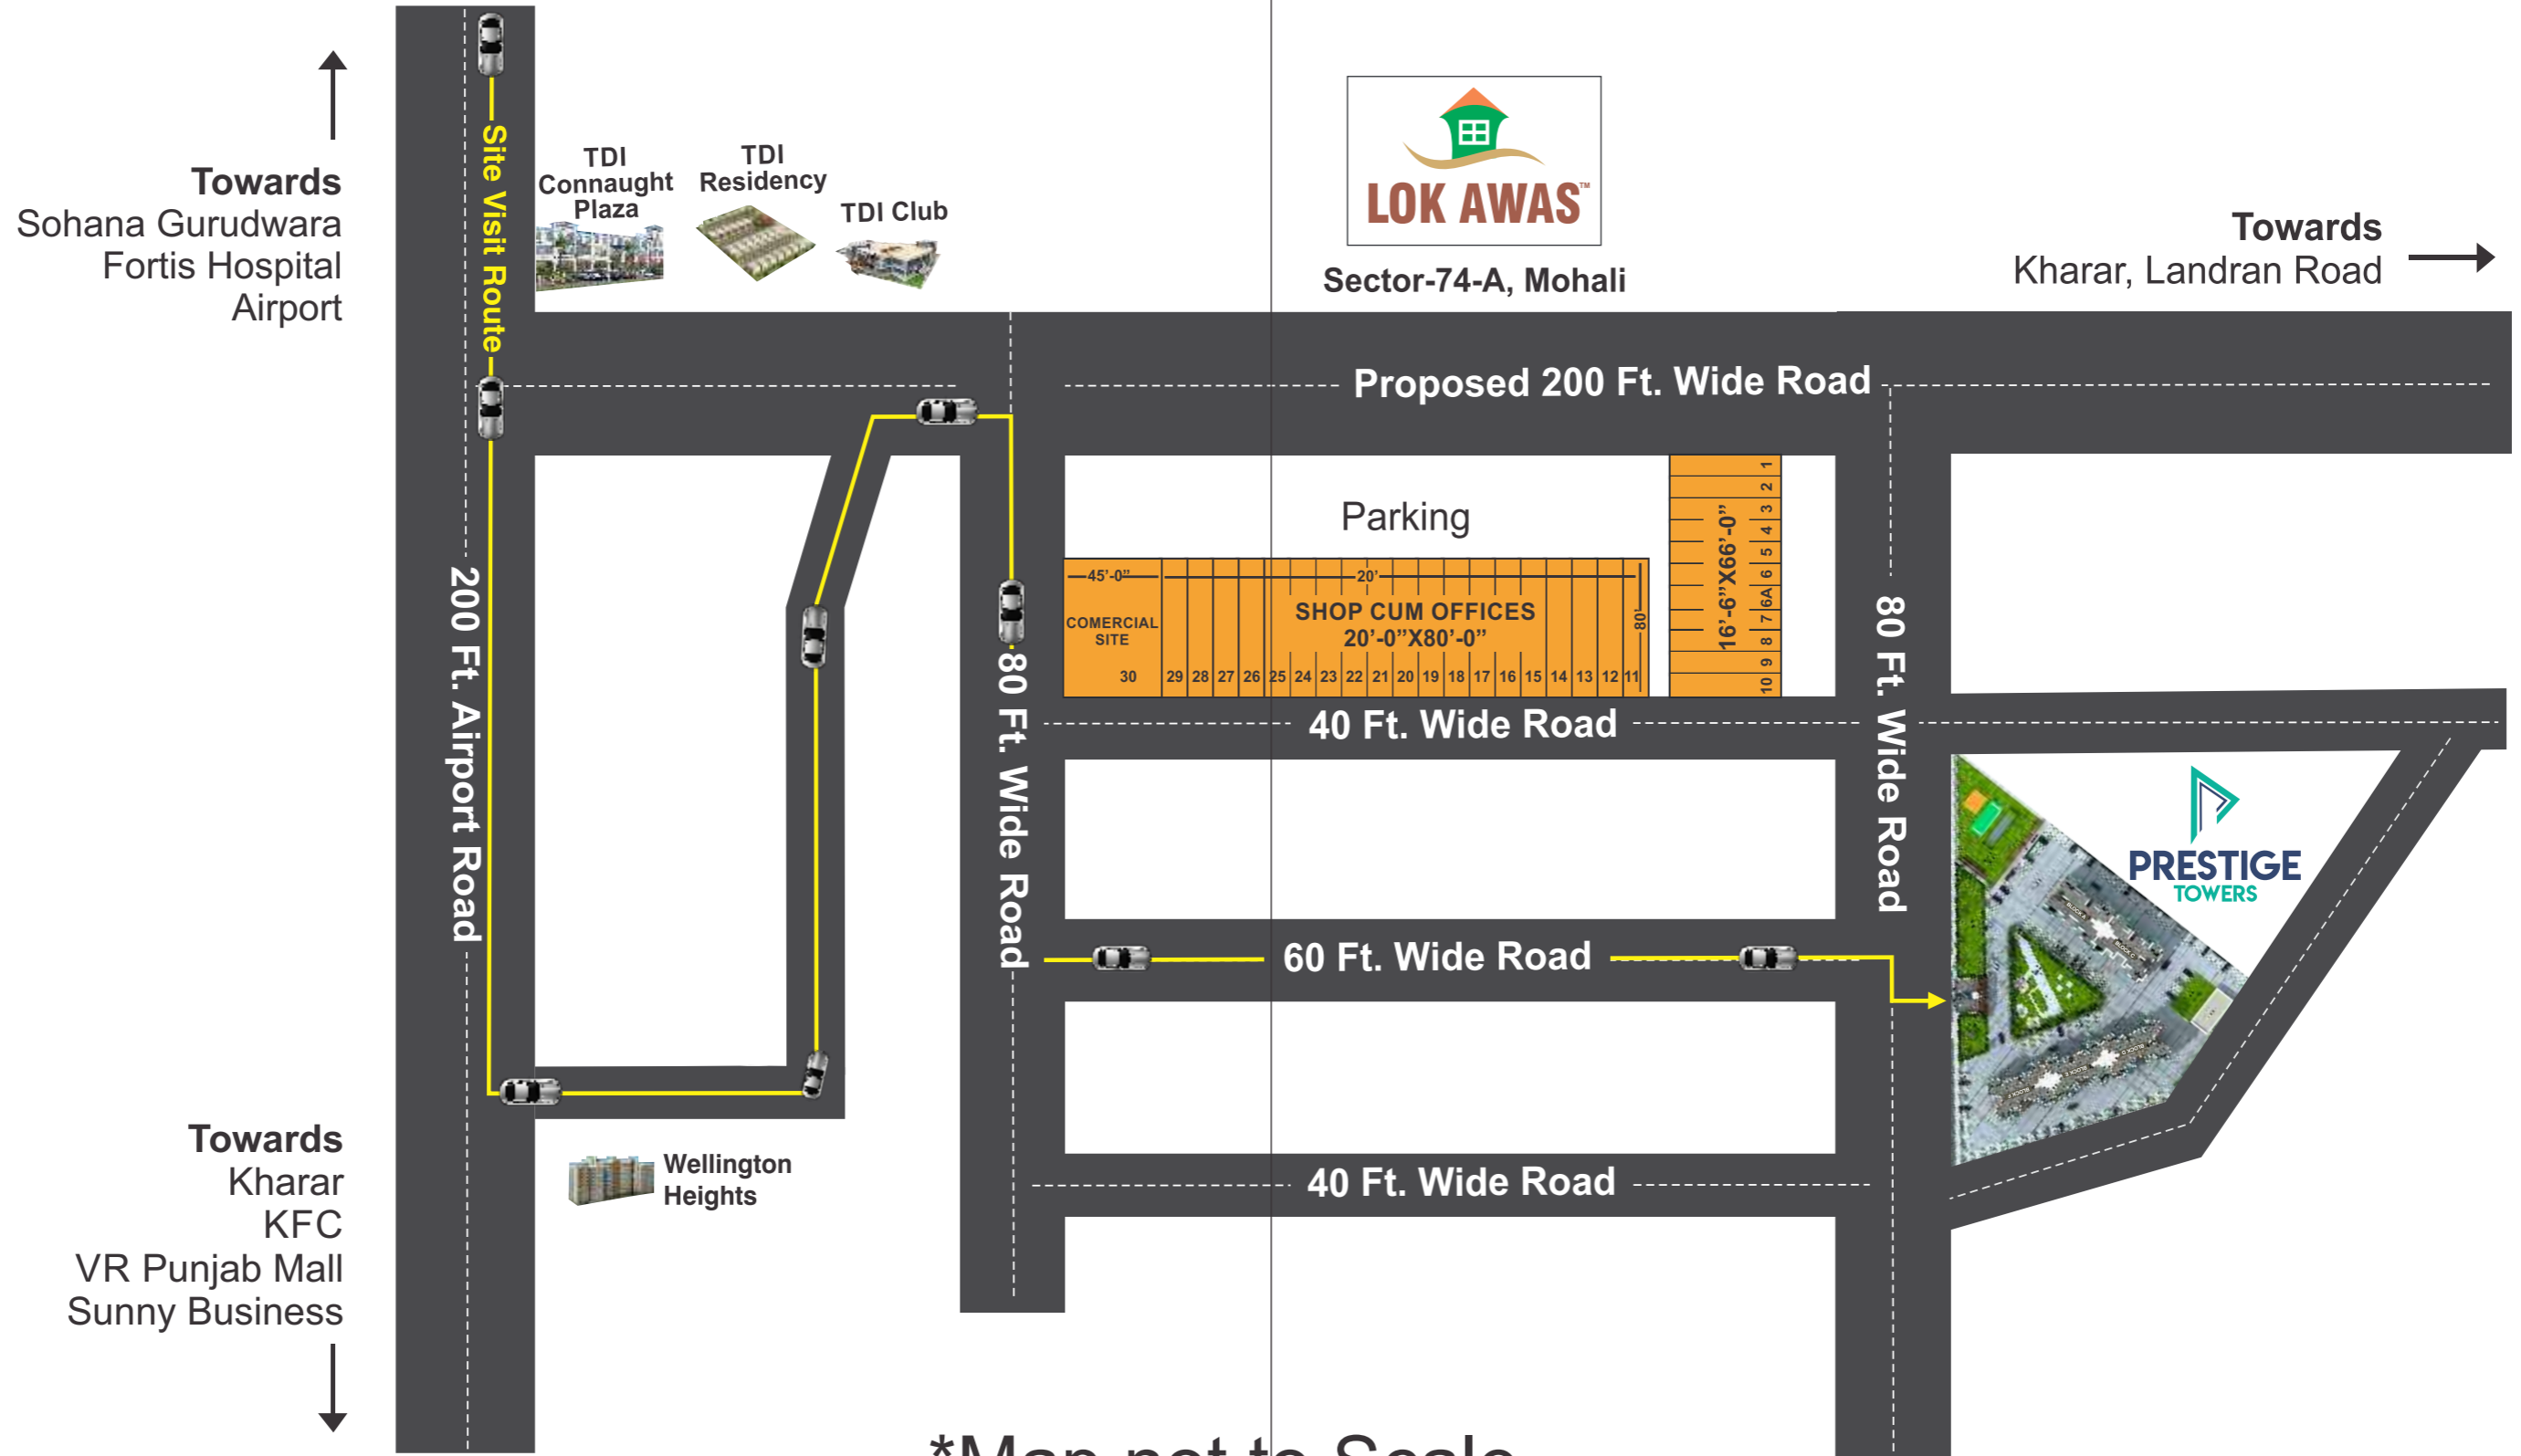 Site Visit Route
Towards
Sohana Gurudwara
Fortis Hospital
Airport
TDI
Connaught
Plaza
TDI
Residency
TDI Club
LOK AWAS™
Sector-74-A, Mohali
Towards
Kharar, Landran Road
Proposed 200 Ft. Wide Road
200 Ft. Airport Road
80 Ft. Wide Road
Parking
45'-0”
20'
80'
COMERCIAL
SITE
SHOP CUM OFFICES
20'-0”X80'-0”
30 29 28 27 26 25 24 23 22 21 20 19 18 17 16 15 14 13 12 11
16'-6”X66'-0”
1 2 3 4 5 6 6A 7 8 9 10
80 Ft. Wide Road
40 Ft. Wide Road
PRESTIGE
TOWERS
60 Ft. Wide Road
40 Ft. Wide Road
Towards
Kharar
KFC
VR Punjab Mall
Sunny Business
Wellington
Heights
*Map not to Scale